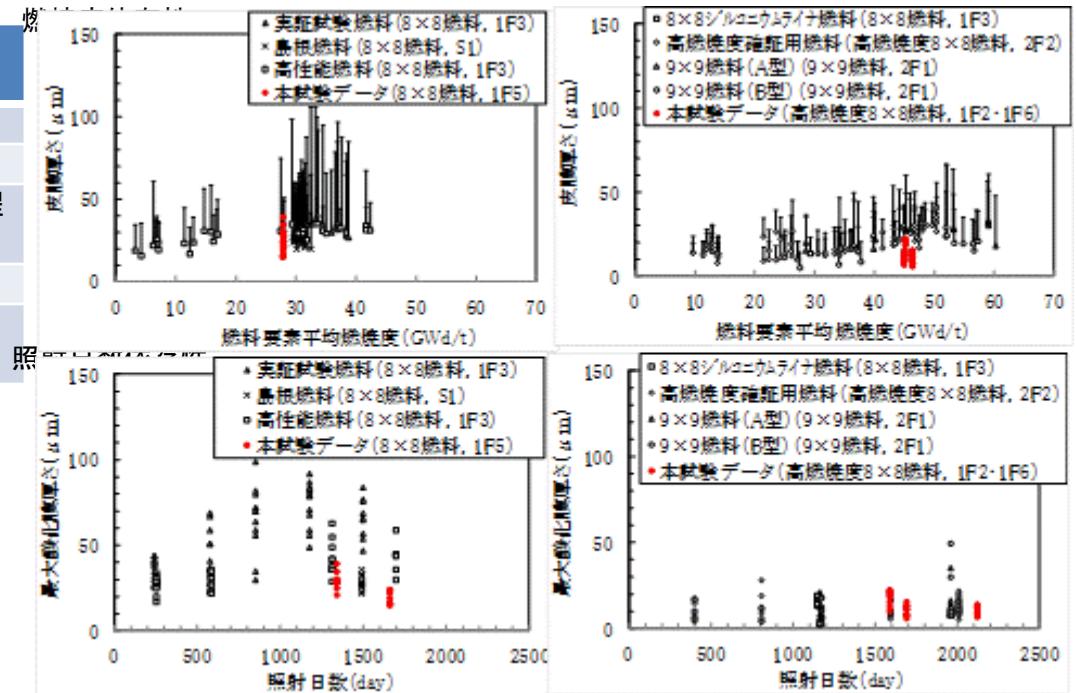 150
100
50
0
皮膜厚さ(μm)
▲ 実証試験燃料(8×8燃料, 1F3)
× 島根燃料(8×8燃料, S1)
高性能燃料(8×8燃料, 1F3)
本試験データ(8×8燃料, 1F5)
0 10 20 30 40 50 60 70
燃料要素平均燃焼度(GWd/t)
150
100
50
0
皮膜厚さ(μm)
8×8ジルコニウムライナ燃料(8×8燃料, 1F3)
高燃焼度確証用燃料(高燃焼度8×8燃料, 2F2)
9×9燃料(A型)(9×9燃料, 2F1)
9×9燃料(B型)(9×9燃料, 2F1)
本試験データ(高燃焼度8×8燃料, 1F2・1F6)
0 10 20 30 40 50 60 70
燃料要素平均燃焼度(GWd/t)
150
100
50
0
最大酸化膜厚さ(μm)
▲ 実証試験燃料(8×8燃料, 1F3)
× 島根燃料(8×8燃料, S1)
高性能燃料(8×8燃料, 1F3)
本試験データ(8×8燃料, 1F5)
0 500 1000 1500 2000 2500
照射日数(day)
150
100
50
0
最大酸化膜厚さ(μm)
8×8ジルコニウムライナ燃料(8×8燃料, 1F3)
高燃焼度確証用燃料(高燃焼度8×8燃料, 2F2)
9×9燃料(A型)(9×9燃料, 2F1)
9×9燃料(B型)(9×9燃料, 2F1)
本試験データ(高燃焼度8×8燃料, 1F2・1F6)
0 500 1000 1500 2000 2500
照射日数(day)